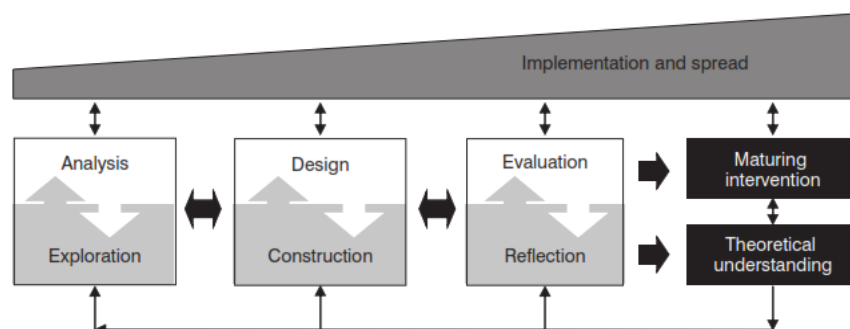 Implementation and spread
Analysis
Exploration
Design
Construction
Evaluation
Reflection
Maturing
intervention
Theoretical
understanding